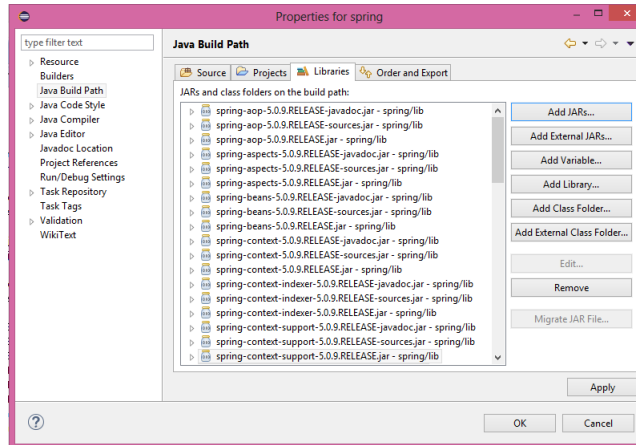 Properties for spring
type filter text
Resource
Builders
Java Build Path
Java Code Style
Java Compiler
Java Editor
Javadoc Location
Project References
Run/Debug Settings
Task Repository
Task Tags
Validation
WikiText
Java Build Path
Source Projects Libraries Order and Export
JARs and class folders on the build path:
spring-aop-5.0.9.RELEASE-javadoc.jar - spring/lib
spring-aop-5.0.9.RELEASE-sources.jar - spring/lib
spring-aop-5.0.9.RELEASE.jar - spring/lib
spring-aspects-5.0.9.RELEASE-javadoc.jar - spring/lib
spring-aspects-5.0.9.RELEASE-sources.jar - spring/lib
spring-aspects-5.0.9.RELEASE.jar - spring/lib
spring-beans-5.0.9.RELEASE-javadoc.jar - spring/lib
spring-beans-5.0.9.RELEASE-sources.jar - spring/lib
spring-beans-5.0.9.RELEASE.jar - spring/lib
spring-context-5.0.9.RELEASE-javadoc.jar - spring/lib
spring-context-5.0.9.RELEASE-sources.jar - spring/lib
spring-context-5.0.9.RELEASE.jar - spring/lib
spring-context-indexer-5.0.9.RELEASE-javadoc.jar - spring/lib
spring-context-indexer-5.0.9.RELEASE-sources.jar - spring/lib
spring-context-indexer-5.0.9.RELEASE.jar - spring/lib
spring-context-support-5.0.9.RELEASE-javadoc.jar - spring/lib
spring-context-support-5.0.9.RELEASE-sources.jar - spring/lib
spring-context-support-5.0.9.RELEASE.jar - spring/lib
Add JARs...
Add External JARs...
Add Variable...
Add Library...
Add Class Folder...
Add External Class Folder...
Edit...
Remove
Migrate JAR File...
Apply
OK
Cancel